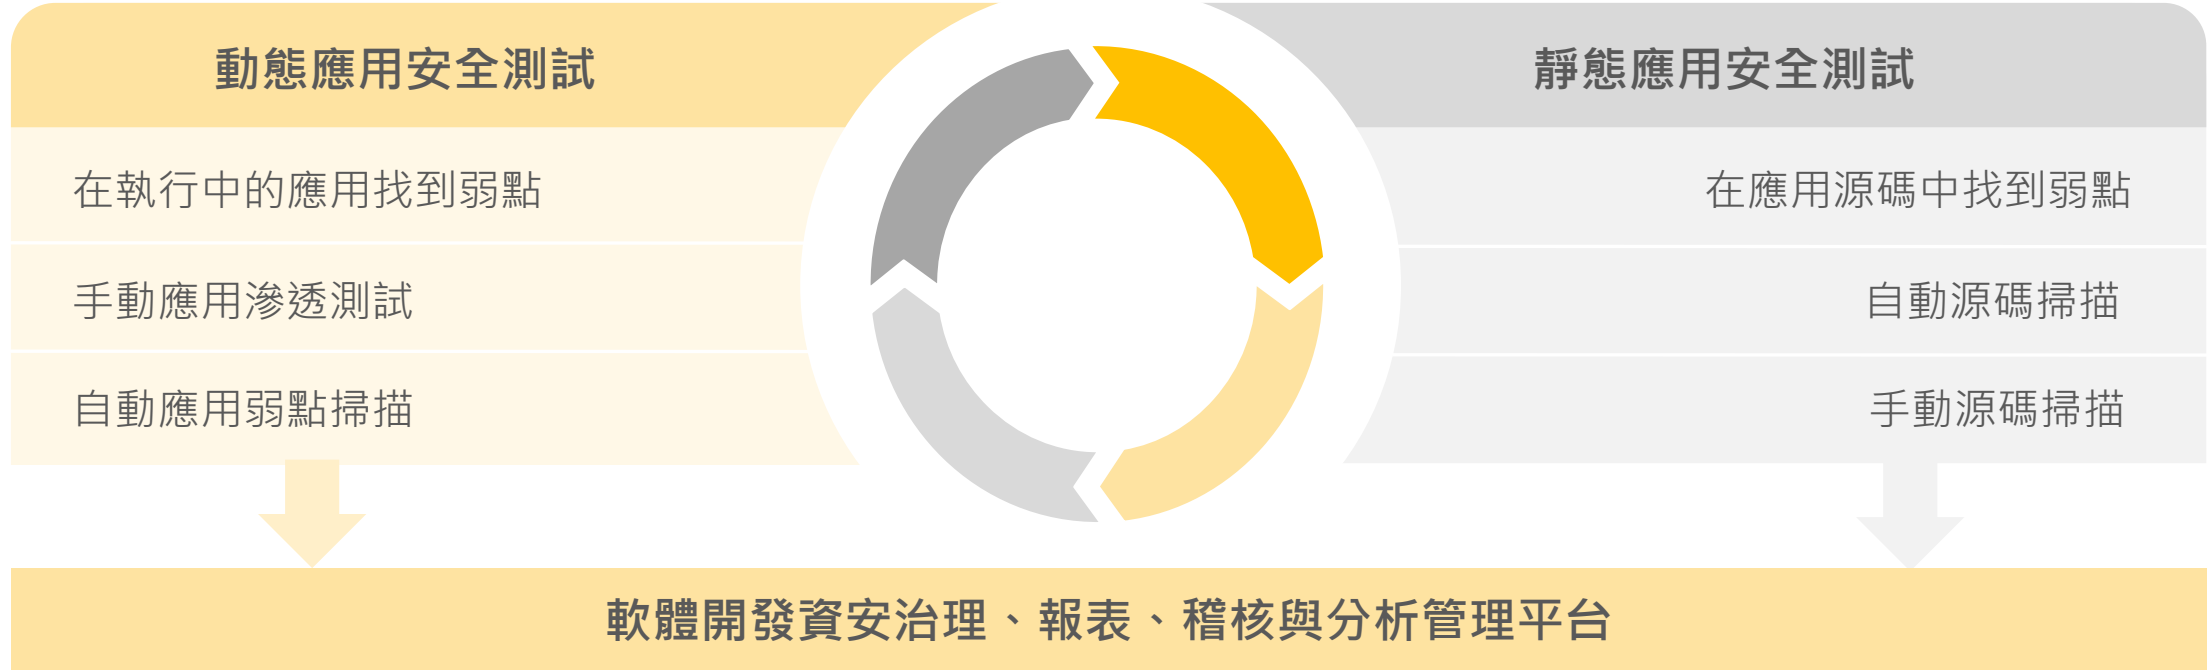 動態應用安全測試
在執行中的應用找到弱點
手動應用滲透測試
自動應用弱點掃描
靜態應用安全測試
在應用源碼中找到弱點
自動源碼掃描
手動源碼掃描
軟體開發資安治理、報表、稽核與分析管理平台